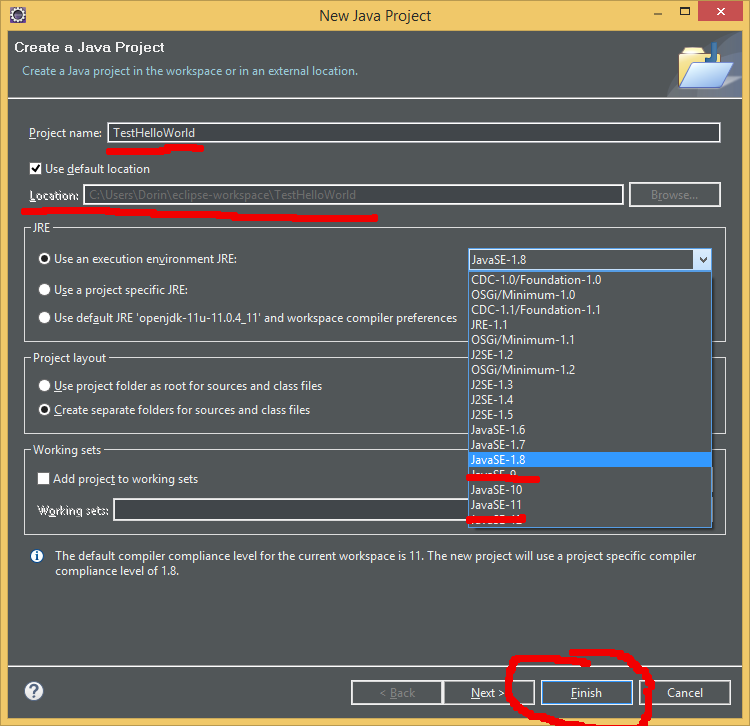 New Java Project
Create a Java Project
Create a Java project in the workspace or in an external location.
Project name: TestHelloWorld
Use default location
Location: C:\Users\Dorin\eclipse-workspace\TestHelloWorld Browse...
JRE
Use an execution environment JRE: JavaSE-1.8
CDC-1.0/Foundation-1.0
OSGi/Minimum-1.0
CDC-1.1/Foundation-1.1
JRE-1.1
OSGi/Minimum-1.1
J2SE-1.2
OSGi/Minimum-1.2
J2SE-1.3
J2SE-1.4
J2SE-1.5
JavaSE-1.6
JavaSE-1.7
JavaSE-1.8
JavaSE-9
JavaSE-10
JavaSE-11
Use a project specific JRE:
Use default JRE 'openjdk-11u-11.0.4_11' and workspace compiler preferences
Project layout
Use project folder as root for sources and class files
Create separate folders for sources and class files
Working sets
Add project to working sets
Working sets:
The default compiler compliance level for the current workspace is 11. The new project will use a project specific compiler
compliance level of 1.8.
? < Back Next > Finish Cancel